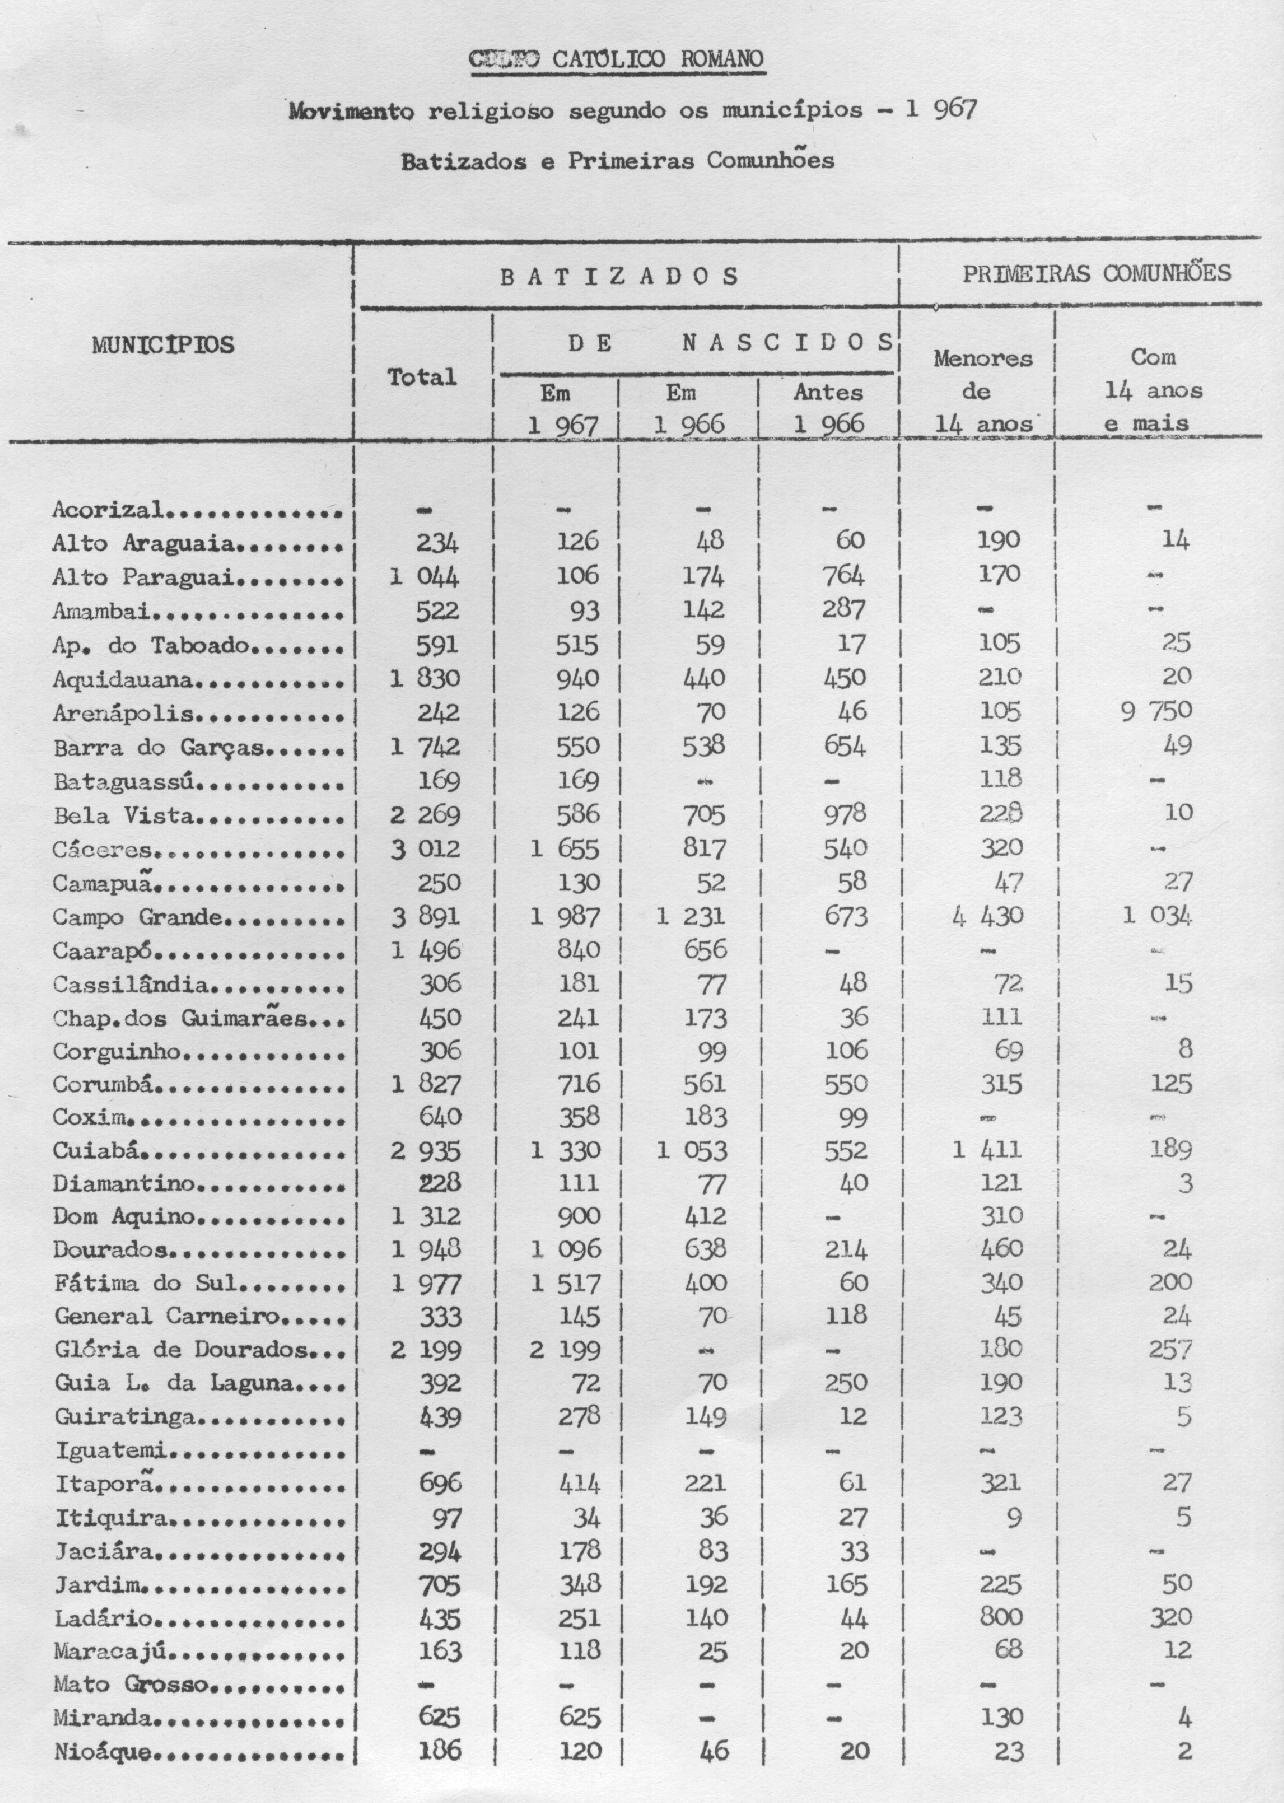 CULTO CATÓLICO ROMANO
Movimento religioso segundo os municípios - 1 967
Batizados e Primeiras Comunhões
BATIZADOS PRIMEIRAS COMUNHÕES
MUNICÍPIOS DE NASCIDOS
Total Menores Com
Em Em Antes de 14 anos
1 967 1 966 1 966 14 anos e mais
Acorizal............. - - - - - -
Alto Araguaia........ 234 126 48 60 190 14
Alto Paraguai........ 1 044 106 174 764 170 -
Amambai.............. 522 93 142 287 - -
Ap. do Taboado....... 591 515 59 17 105 25
Aquidauana........... 1 830 940 440 450 210 20
Arenápolis........... 242 126 70 46 105 9 750
Barra do Garças...... 1 742 550 538 654 135 49
Bataguassú........... 169 169 - - 118 -
Bela Vista........... 2 269 586 705 978 228 10
Cáceres.............. 3 012 1 655 817 540 320 -
Camapuã.............. 250 130 52 58 47 27
Campo Grande......... 3 891 1 987 1 231 673 4 430 1 034
Caarapó.............. 1 496 840 656 - - -
Cassilândia.......... 306 181 77 48 72 15
Chap.dos Guimarães... 450 241 173 36 111 -
Corguinho............ 306 101 99 106 69 8
Corumbá.............. 1 827 716 561 550 315 125
Coxim................ 640 358 183 99 - -
Cuiabá............... 2 935 1 330 1 053 552 1 411 189
Diamantino........... 228 111 77 40 121 3
Dom Aquino........... 1 312 900 412 - 310 -
Dourados............. 1 948 1 096 638 214 460 24
Fátima do Sul........ 1 977 1 517 400 60 340 200
General Carneiro..... 333 145 70 118 45 24
Glória de Dourados... 2 199 2 199 - - 180 257
Guia L. da Laguna.... 392 72 70 250 190 13
Guiratinga........... 439 278 149 12 123 5
Iguatemi............. - - - - - -
Itaporã.............. 696 414 221 61 321 27
Itiquira............. 97 34 36 27 9 5
Jaciára.............. 294 178 83 33 - -
Jardim............... 705 348 192 165 225 50
Ladário.............. 435 251 140 44 800 320
Maracajú............. 163 118 25 20 68 12
Mato Grosso.......... - - - - - -
Miranda.............. 625 625 - - 130 4
Nioáque.............. 186 120 46 20 23 2